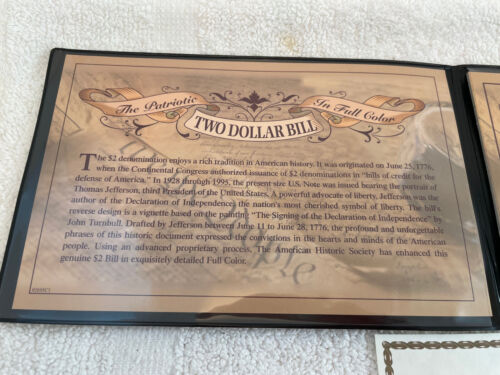 The Patriotic
TWO DOLLAR BILL
In Full Color
The $2 denomination enjoys a rich tradition in American history. It was originated on June 25, 1776,
when the Continental Congress authorized issuance of $2 denominations in "bills of credit for the
defense of America." In 1928 through 1995, the present size U.S. Note was issued bearing the portrait of
Thomas Jefferson, third President of the United States. A powerful advocate of liberty, Jefferson was the
author of the Declaration of Independence the nation's most cherished symbol of liberty. The bill's
reverse design is a vignette based on the painting "The Signing of the Declaration of Independence" by
John Turnbull. Drafted by Jefferson between June 11 to June 28, 1776, the profound and unforgettable
phrases of this historic document expressed the convictions in the hearts and minds of the American
people. Using an advanced proprietary process, The American Historic Society has enhanced this
genuine $2 Bill in exquisitely detailed Full Color.